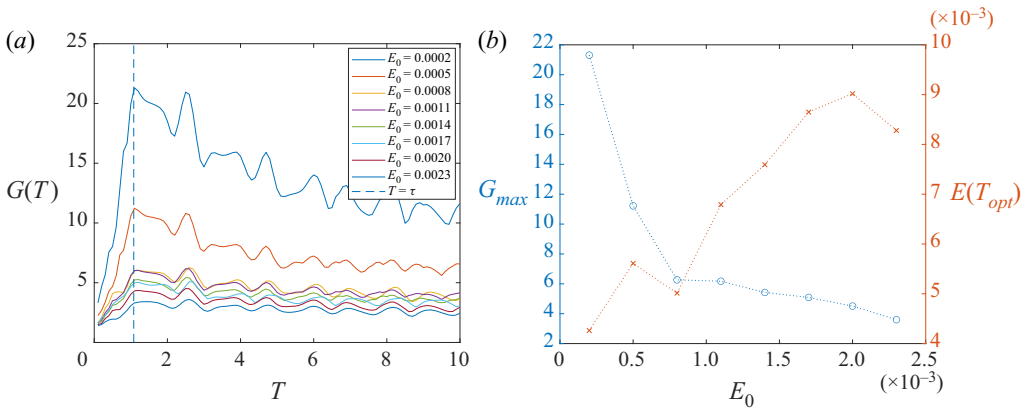 (a)
25
20
15
10
5
0
2
4
6
8
10
G(T)
T
E₀ = 0.0002
E₀ = 0.0005
E₀ = 0.0008
E₀ = 0.0011
E₀ = 0.0014
E₀ = 0.0017
E₀ = 0.0020
E₀ = 0.0023
T = τ
(b)
22
20
18
16
14
12
10
8
6
4
2
G_max
0
0.5
1.0
1.5
2.0
2.5
(×10⁻³)
E₀
(×10⁻³)
10
9
8
7
6
5
4
E(T_opt)